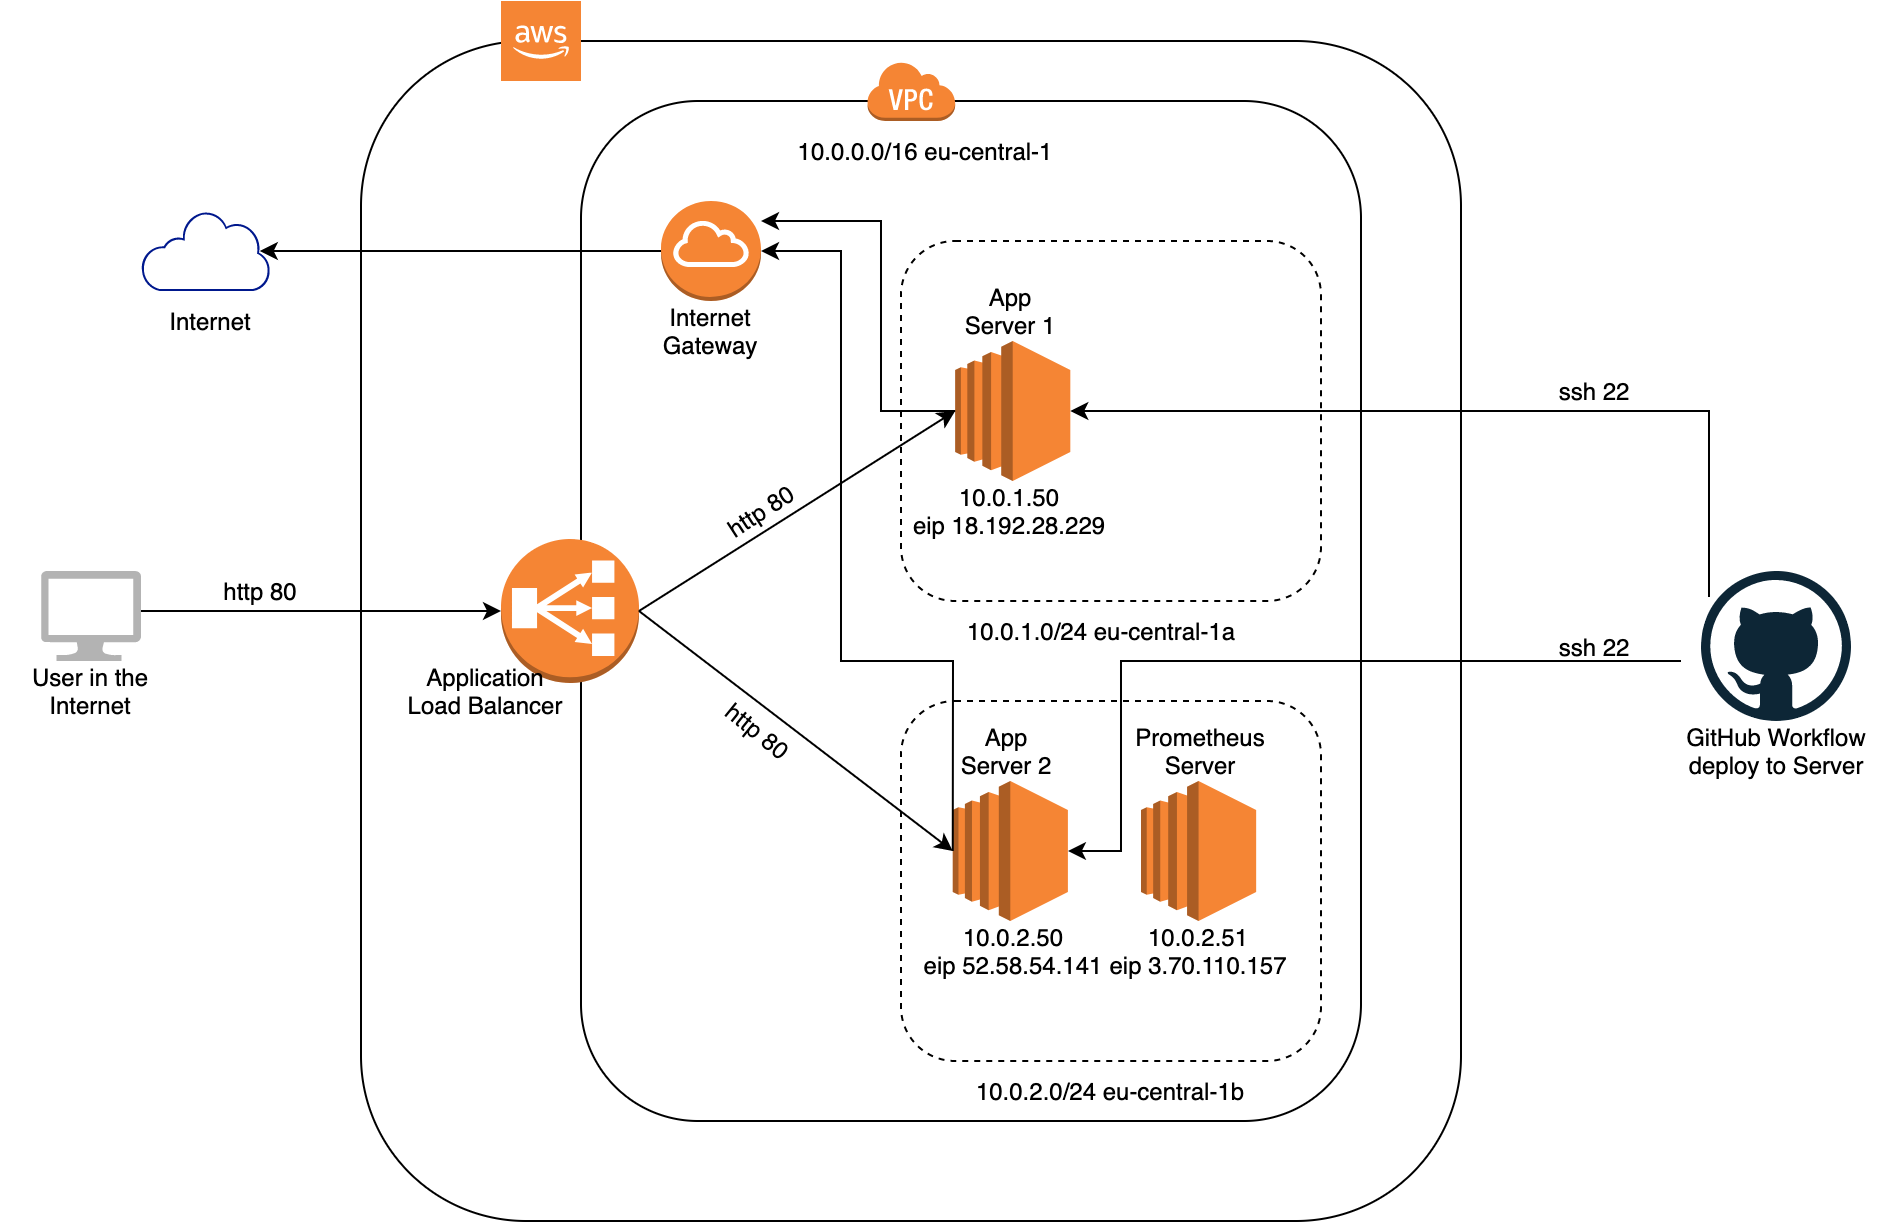 aws
VPC
10.0.0.0/16 eu-central-1
Internet
Internet
Gateway
App
Server 1
10.0.1.50
eip 18.192.28.229
10.0.1.0/24 eu-central-1a
ssh 22
http 80
http 80
User in the
Internet
Application
Load Balancer
http 80
ssh 22
GitHub Workflow
deploy to Server
App
Server 2
10.0.2.50
eip 52.58.54.141
Prometheus
Server
10.0.2.51
eip 3.70.110.157
10.0.2.0/24 eu-central-1b